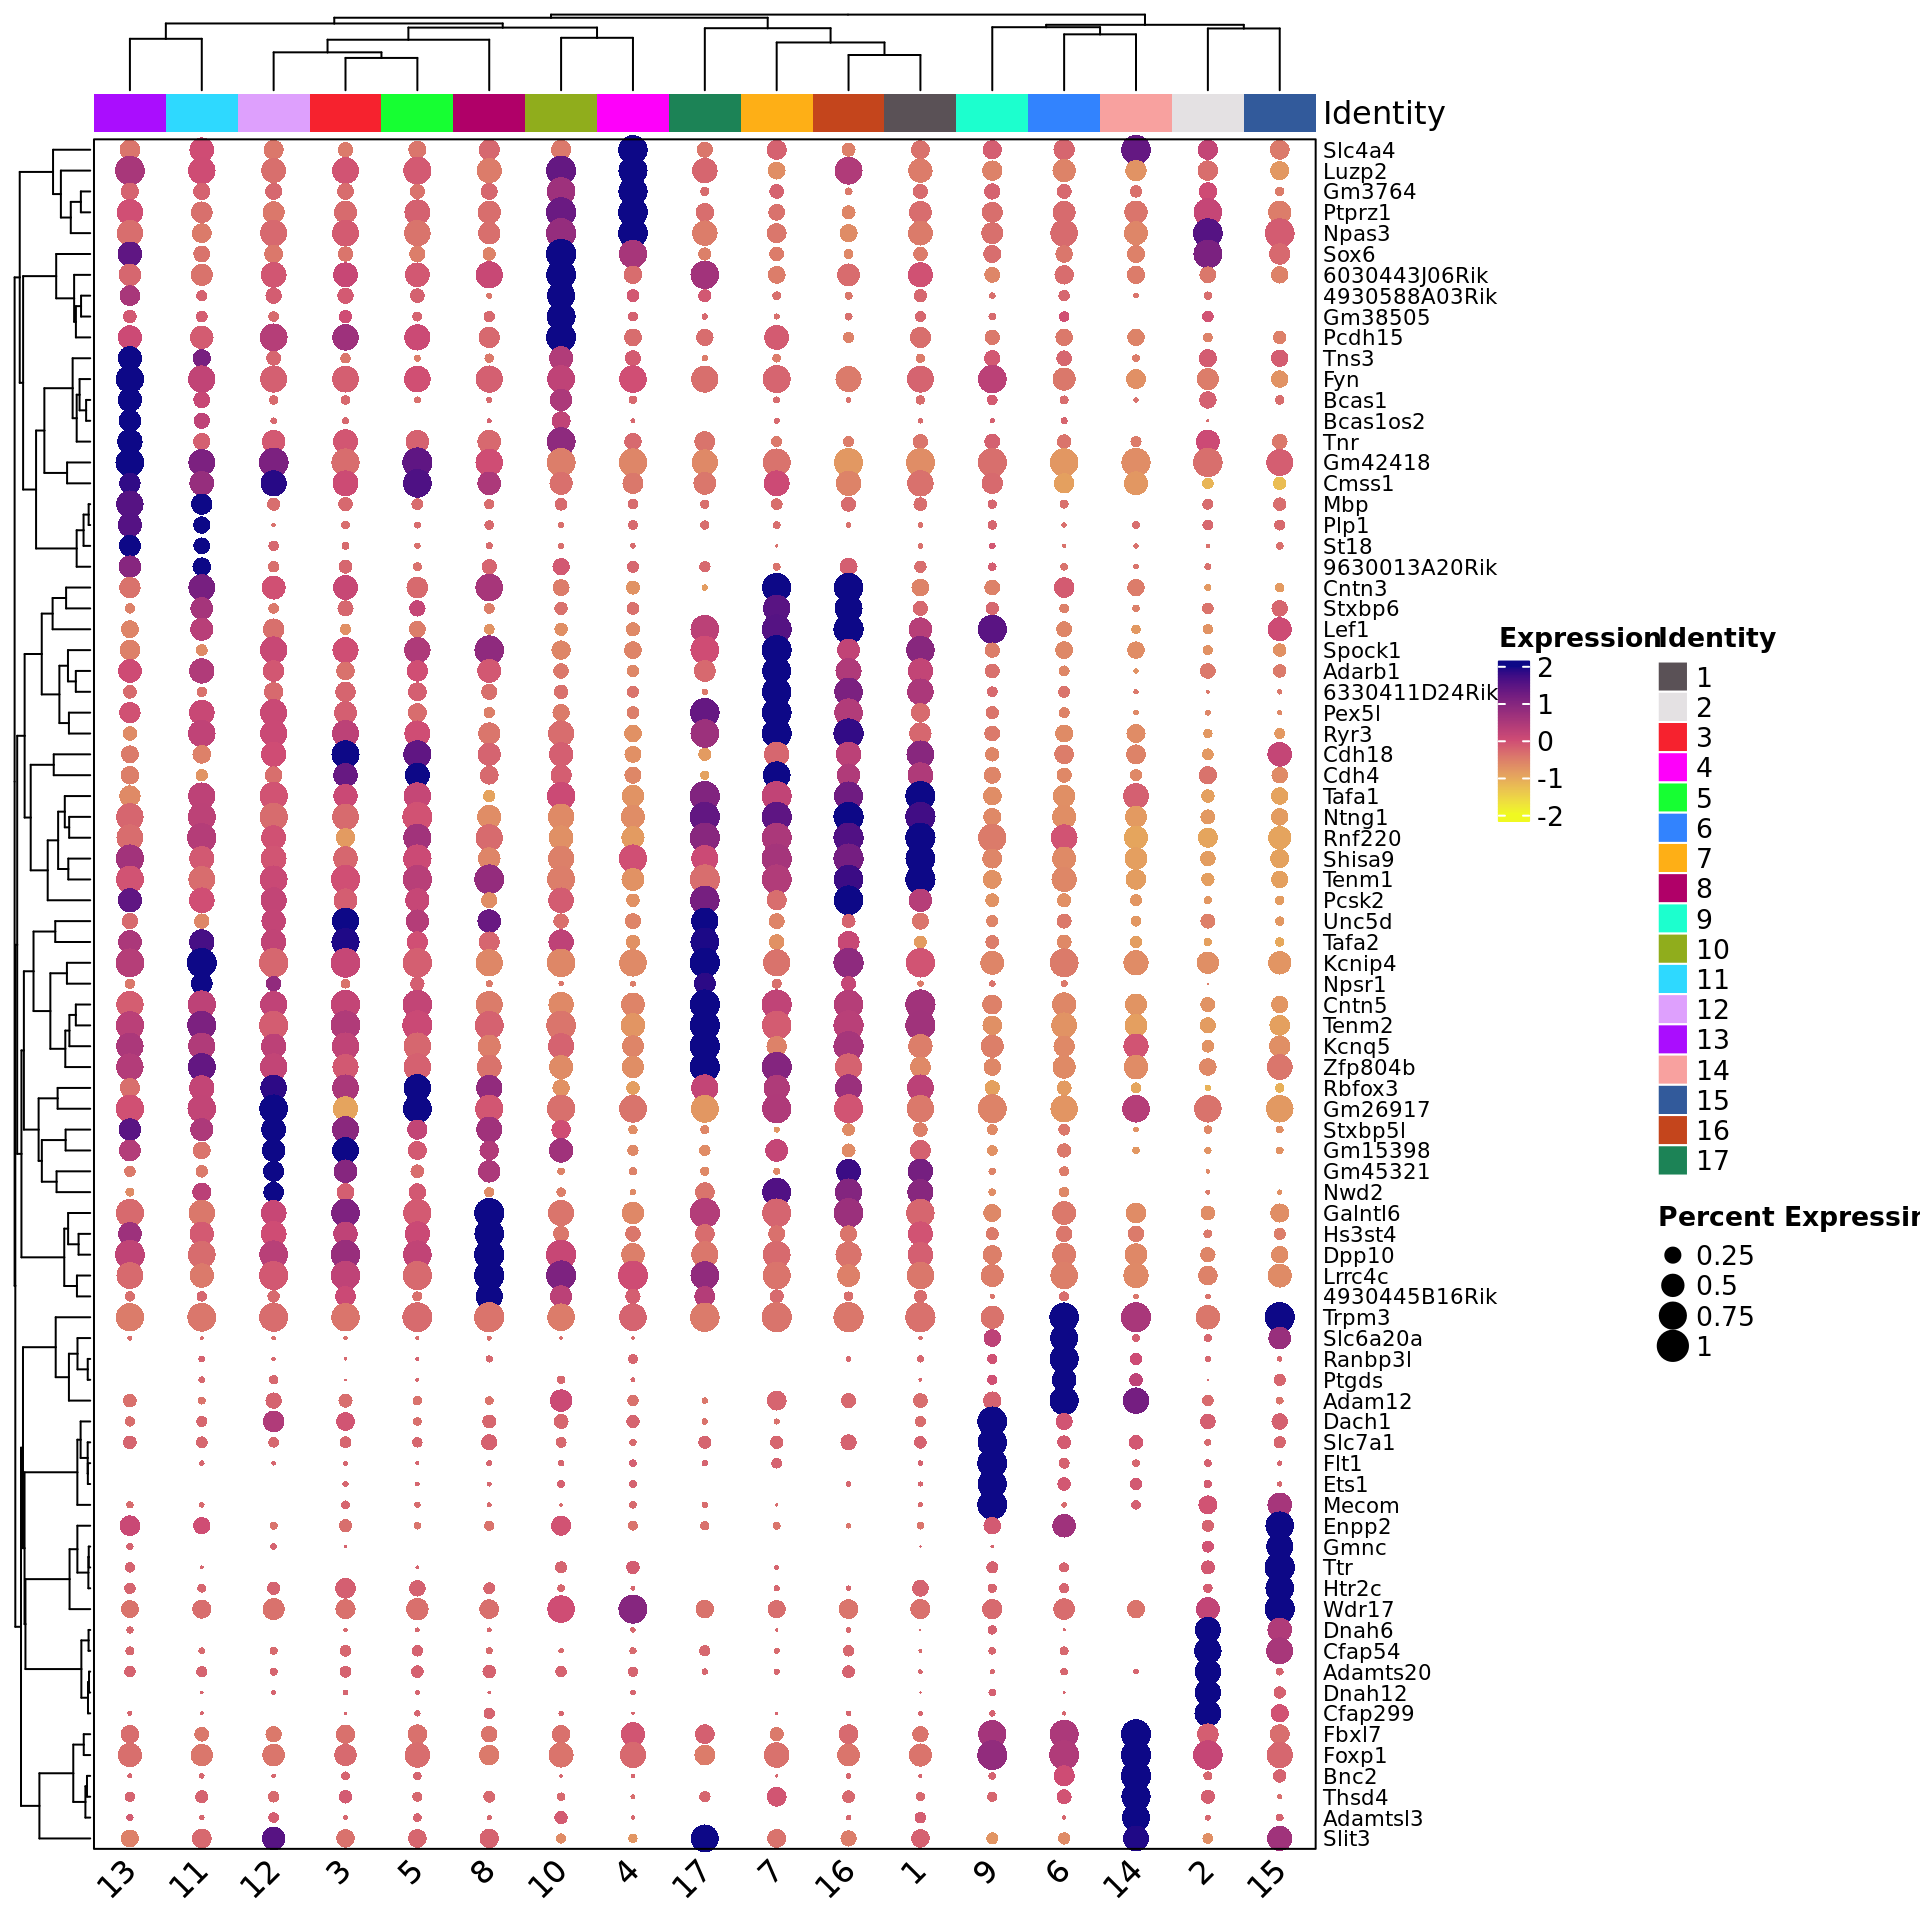 Identity
Slc4a4
Luzp2
Gm3764
Ptprz1
Npas3
Sox6
6030443J06Rik
4930588A03Rik
Gm38505
Pcdh15
Tns3
Fyn
Bcas1
Bcas1os2
Tnr
Gm42418
Cmss1
Mbp
Plp1
St18
9630013A20Rik
Cntn3
Stxbp6
Lef1
Spock1
Adarb1
6330411D24Rik
Pex5l
Ryr3
Cdh18
Cdh4
Tafa1
Ntng1
Rnf220
Shisa9
Tenm1
Pcsk2
Unc5d
Tafa2
Kcnip4
Npsr1
Cntn5
Tenm2
Kcnq5
Zfp804b
Rbfox3
Gm26917
Stxbp5l
Gm15398
Gm45321
Nwd2
Galntl6
Hs3st4
Dpp10
Lrrc4c
4930445B16Rik
Trpm3
Slc6a20a
Ranbp3l
Ptgds
Adam12
Dach1
Slc7a1
Flt1
Ets1
Mecom
Enpp2
Gmnc
Ttr
Htr2c
Wdr17
Dnah6
Cfap54
Adamts20
Dnah12
Cfap299
Fbxl7
Foxp1
Bnc2
Thsd4
Adamtsl3
Slit3
13 11 12 3 5 8 10 4 17 7 16 1 9 6 14 2 15
Expression
2
1
0
-1
-2
Identity
1
2
3
4
5
6
7
8
9
10
11
12
13
14
15
16
17
Percent Expressin
0.25
0.5
0.75
1